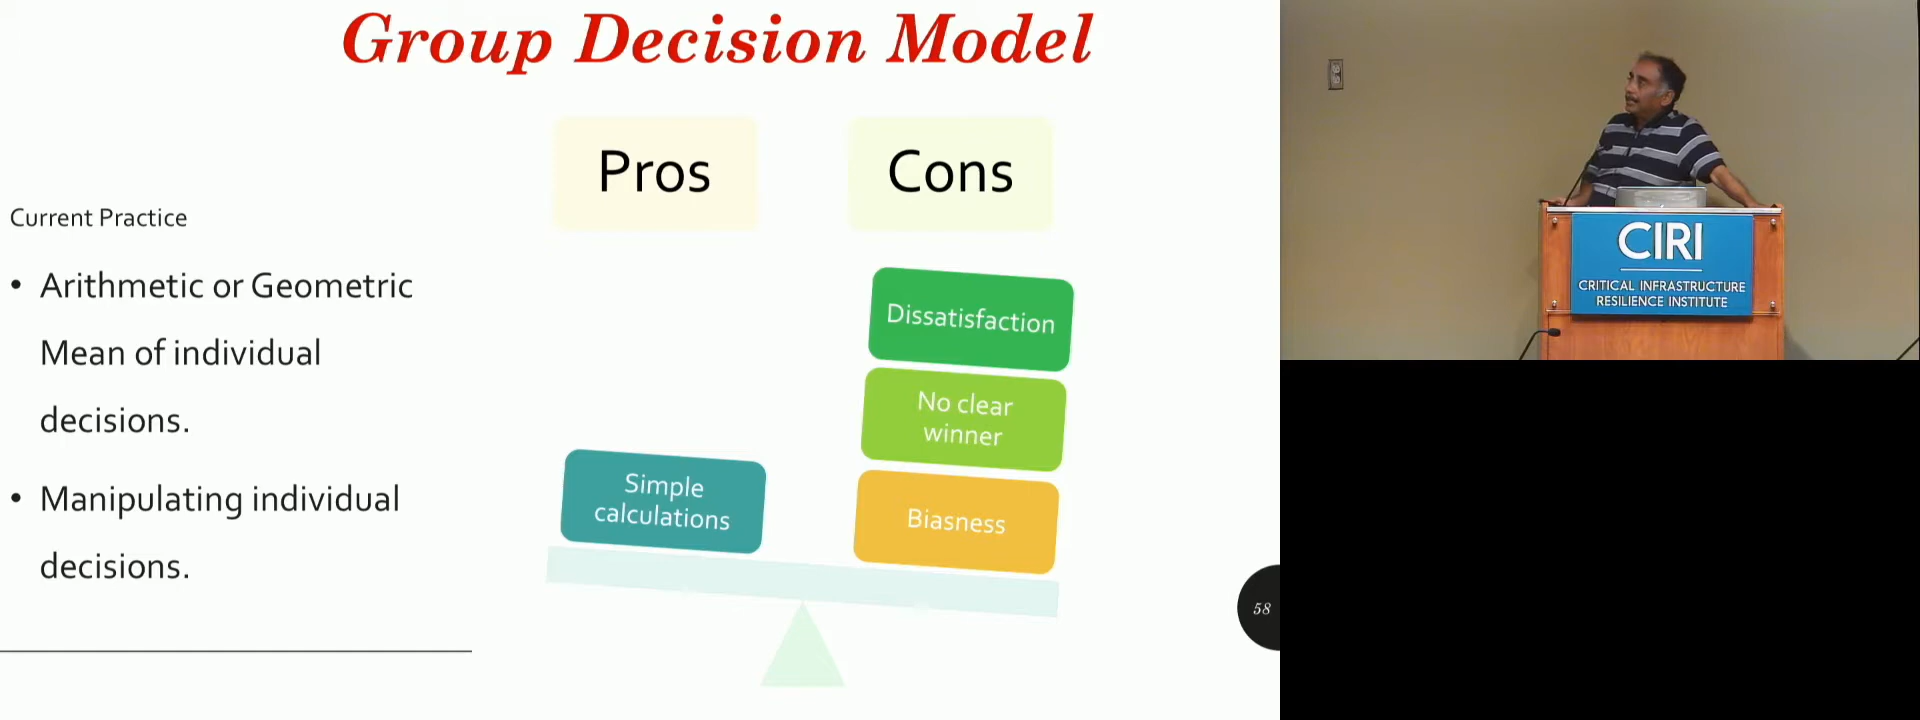 Group Decision Model
Pros
Cons
Current Practice
• Arithmetic or Geometric
Mean of individual
decisions.
• Manipulating individual
decisions.
Simple
calculations
Dissatisfaction
No clear
winner
Biasness
58
CIRI
CRITICAL INFRASTRUCTURE
RESILIENCE INSTITUTE